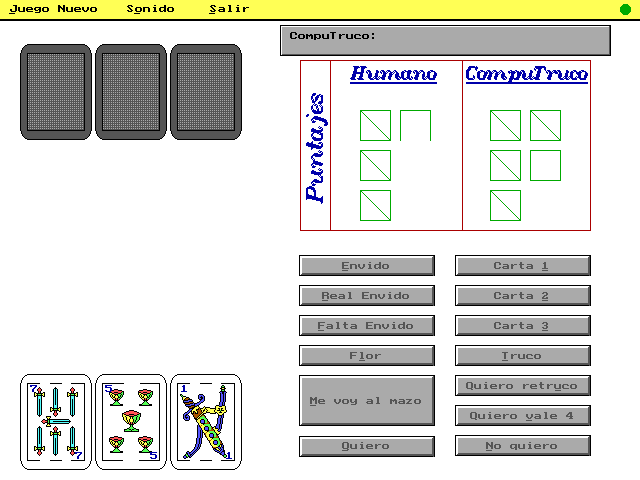 Juego Nuevo Sonido Salir
CompuTruco:
Puntajes
Humano CompuTruco
Envido Carta 1
Real Envido Carta 2
Falta Envido Carta 3
Flor Truco
Me voy al mazo Quiero retruco
Quiero vale 4
Quiero No quiero
7 5 1
7 5 1